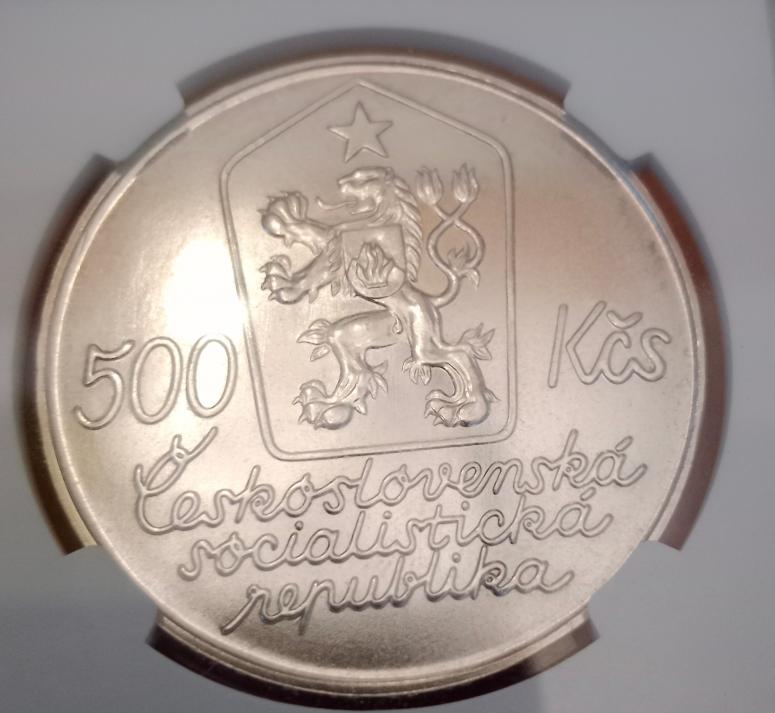 500 Kčs
Československá
socialistická
republika